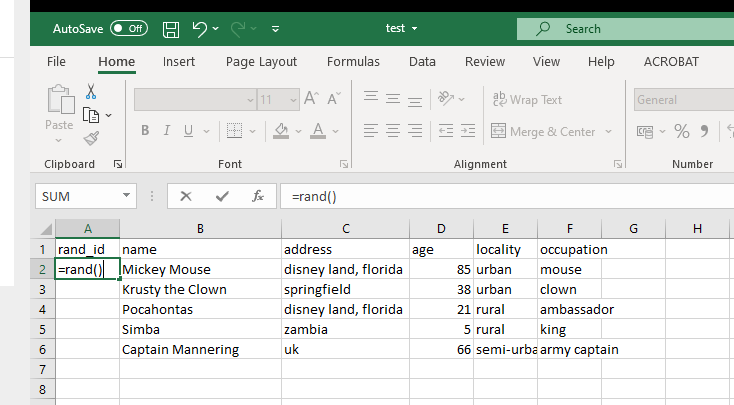 AutoSave Off test Search
File Home Insert Page Layout Formulas Data Review View Help ACROBAT
11 A A ab Wrap Text General
Paste B I U A Merge & Center % 9
Clipboard Font Alignment Number
SUM fx =rand()
A B C D E F G H
1 rand_id name address age locality occupation
2 =rand() Mickey Mouse disney land, florida 85 urban mouse
3 Krusty the Clown springfield 38 urban clown
4 Pocahontas disney land, florida 21 rural ambassador
5 Simba zambia 5 rural king
6 Captain Mannering uk 66 semi-urba army captain
7
8